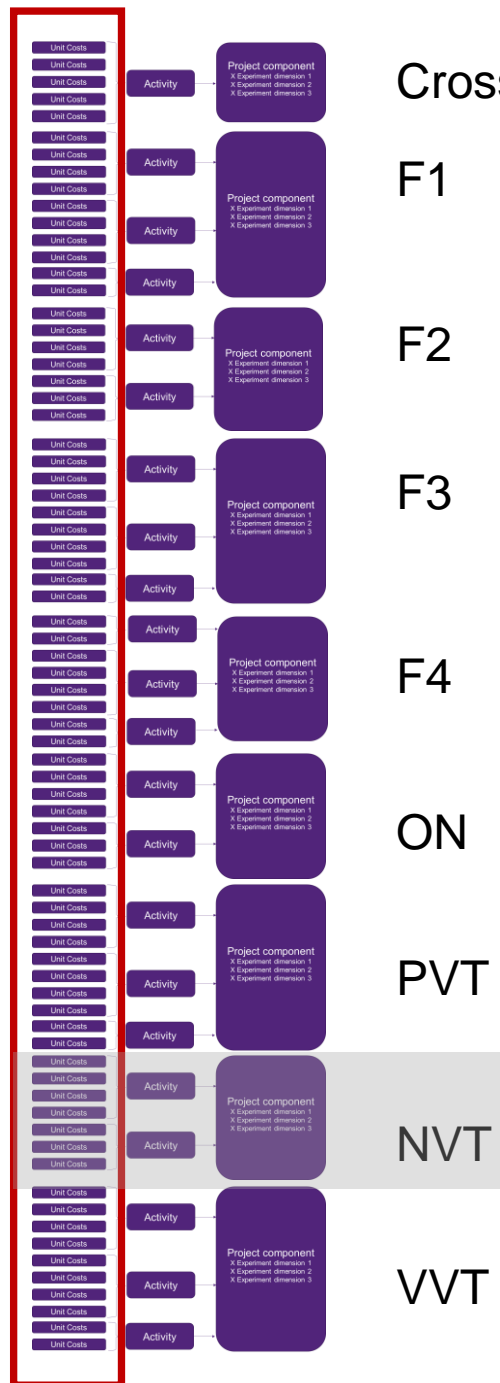 Unit Costs
Unit Costs
Unit Costs
Unit Costs
Unit Costs
Activity
Project component
X Experiment dimension 1
X Experiment dimension 2
X Experiment dimension 3
Cross
Unit Costs
Unit Costs
Unit Costs
Unit Costs
Unit Costs
Unit Costs
Unit Costs
Unit Costs
Unit Costs
Unit Costs
Activity
Activity
Activity
Project component
X Experiment dimension 1
X Experiment dimension 2
X Experiment dimension 3
F1
Unit Costs
Unit Costs
Unit Costs
Unit Costs
Unit Costs
Unit Costs
Unit Costs
Activity
Activity
Project component
X Experiment dimension 1
X Experiment dimension 2
X Experiment dimension 3
F2
Unit Costs
Unit Costs
Unit Costs
Unit Costs
Unit Costs
Unit Costs
Unit Costs
Unit Costs
Unit Costs
Unit Costs
Activity
Activity
Activity
Project component
X Experiment dimension 1
X Experiment dimension 2
X Experiment dimension 3
F3
Unit Costs
Unit Costs
Unit Costs
Unit Costs
Unit Costs
Unit Costs
Unit Costs
Unit Costs
Activity
Activity
Activity
Project component
X Experiment dimension 1
X Experiment dimension 2
X Experiment dimension 3
F4
Unit Costs
Unit Costs
Unit Costs
Unit Costs
Unit Costs
Unit Costs
Unit Costs
Activity
Activity
Project component
X Experiment dimension 1
X Experiment dimension 2
X Experiment dimension 3
ON
Unit Costs
Unit Costs
Unit Costs
Unit Costs
Unit Costs
Unit Costs
Unit Costs
Unit Costs
Unit Costs
Unit Costs
Activity
Activity
Activity
Project component
X Experiment dimension 1
X Experiment dimension 2
X Experiment dimension 3
PVT
Unit Costs
Unit Costs
Unit Costs
Unit Costs
Unit Costs
Unit Costs
Unit Costs
Activity
Activity
Project component
X Experiment dimension 1
X Experiment dimension 2
X Experiment dimension 3
NVT
Unit Costs
Unit Costs
Unit Costs
Unit Costs
Unit Costs
Unit Costs
Unit Costs
Unit Costs
Unit Costs
Unit Costs
Activity
Activity
Activity
Project component
X Experiment dimension 1
X Experiment dimension 2
X Experiment dimension 3
VVT